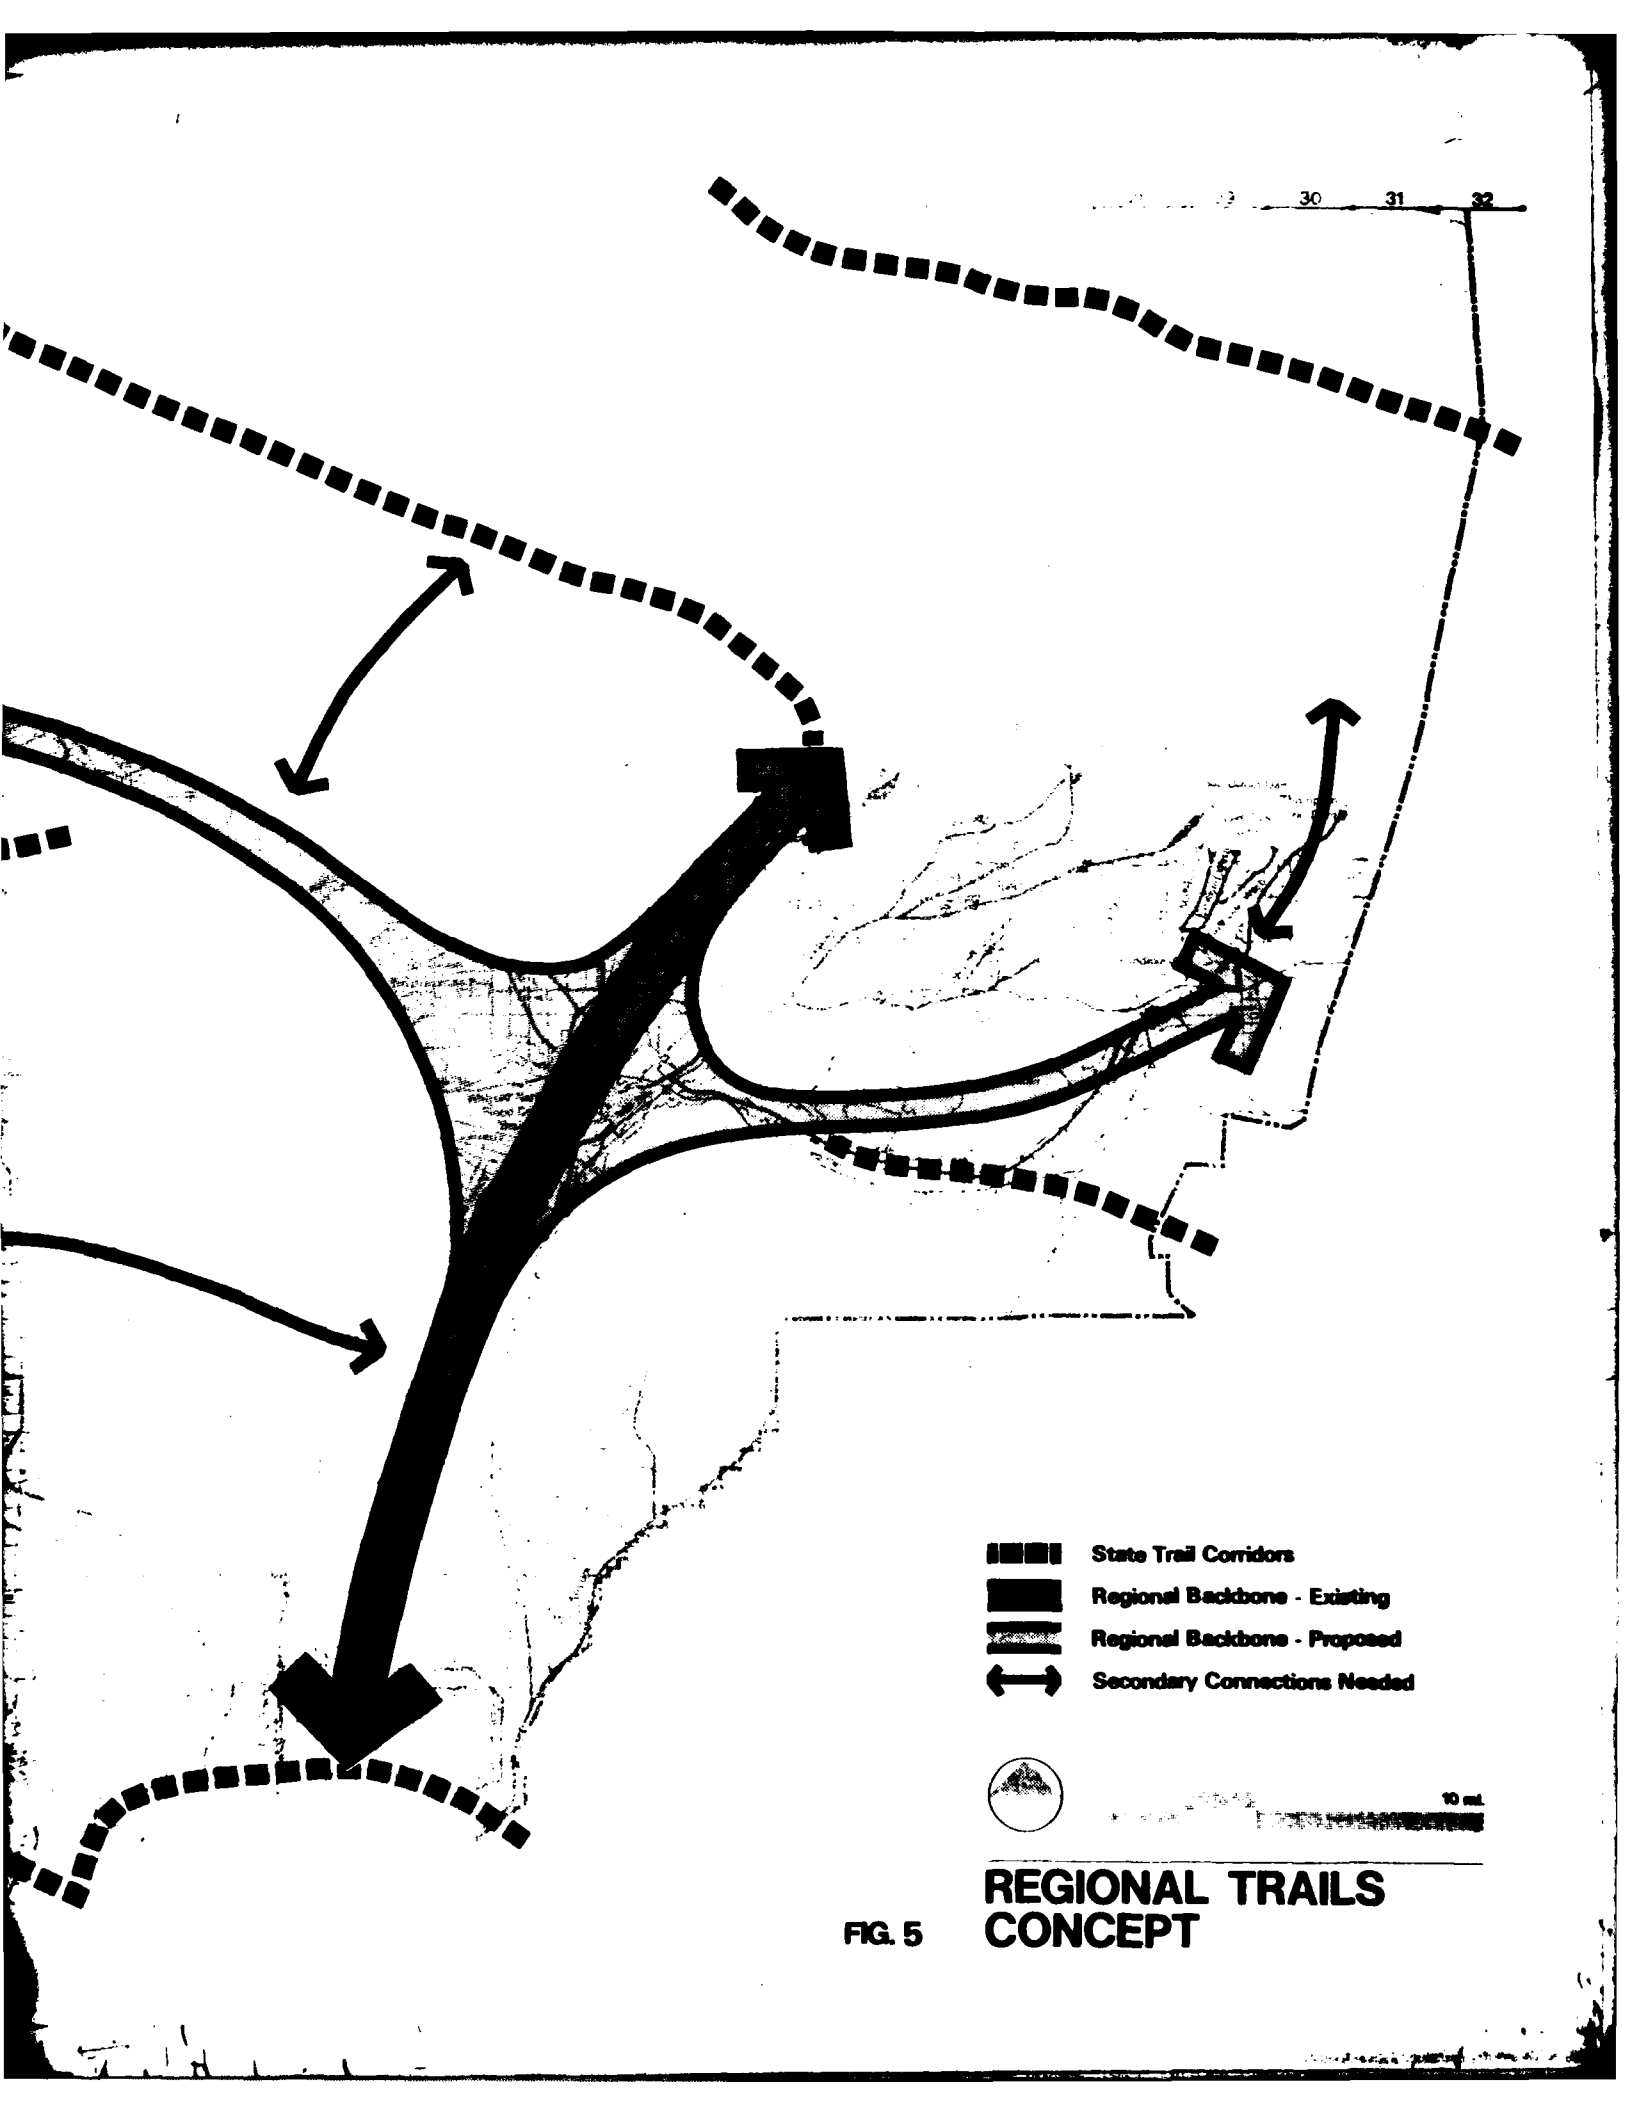 30 31 32
State Trail Corridors
Regional Backbone - Existing
Regional Backbone - Proposed
Secondary Connections Needed
10 mi.
REGIONAL TRAILS
CONCEPT
FIG. 5